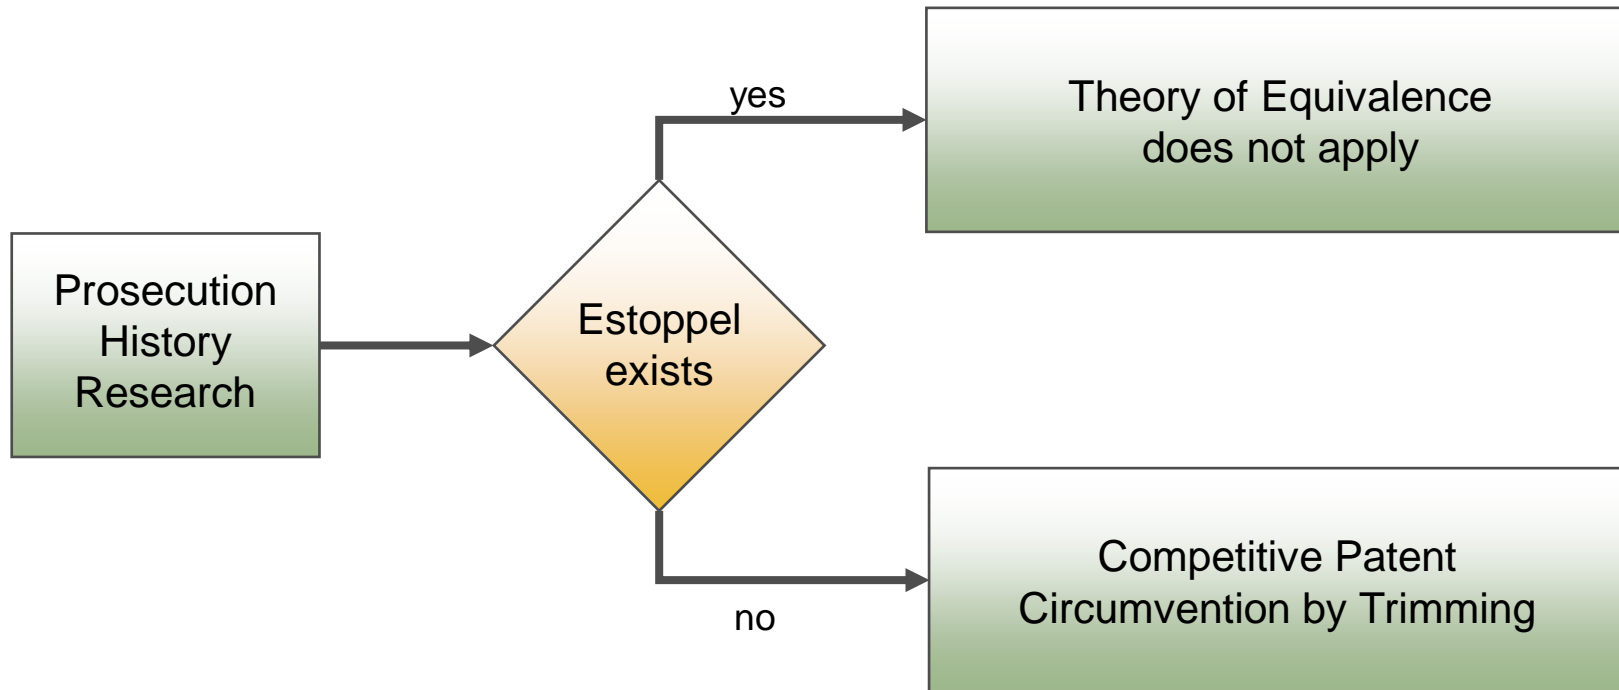 Prosecution
History
Research
Estoppel
exists
yes
Theory of Equivalence
does not apply
no
Competitive Patent
Circumvention by Trimming